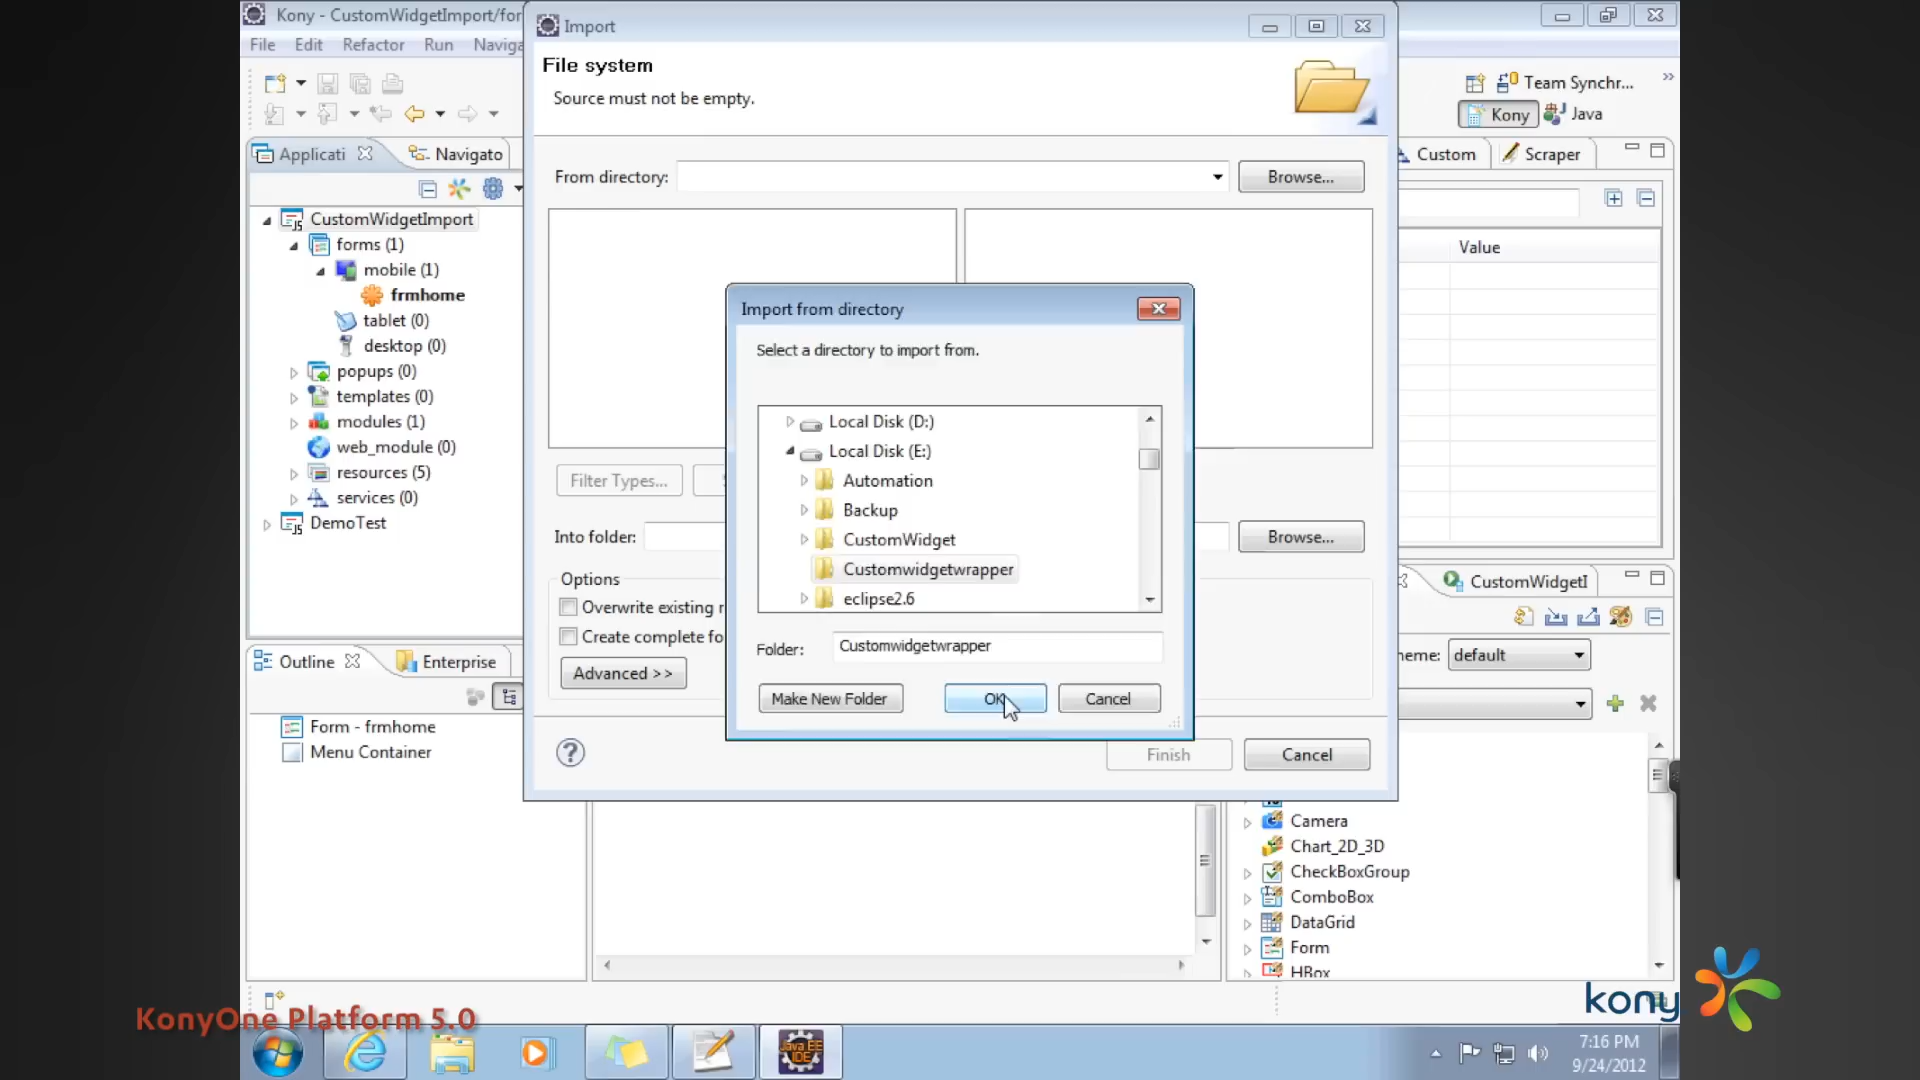 Kony - CustomWidgetImport/for
File Edit Refactor Run Naviga
Import
File system
Source must not be empty.
Team Synchr...
Kony Java
Applicati
Navigato
Custom
Scraper
From directory:
Browse...
CustomWidgetImport
forms (1)
mobile (1)
frmhome
tablet (0)
desktop (0)
popups (0)
templates (0)
modules (1)
web_module (0)
resources (5)
services (0)
DemoTest
Value
Import from directory
Select a directory to import from.
Local Disk (D:)
Local Disk (E:)
Automation
Backup
CustomWidget
Customwidgetwrapper
eclipse2.6
Folder: Customwidgetwrapper
Make New Folder
OK
Cancel
Filter Types...
Into folder:
Browse...
Options
Overwrite existing r
Create complete fo
Advanced >>
Finish
Cancel
CustomWidgetI
heme: default
Outline
Enterprise
Form - frmhome
Menu Container
Camera
Chart_2D_3D
CheckBoxGroup
ComboBox
DataGrid
Form
HBox
kony
KonyOne Platform 5.0
Java EE
IDE
7:16 PM
9/24/2012